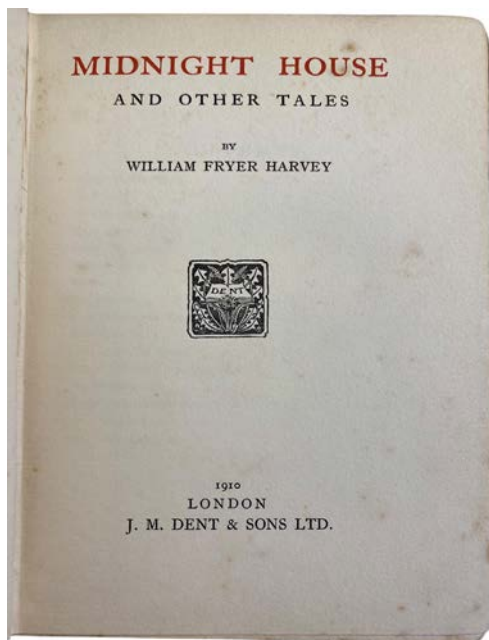 MIDNIGHT HOUSE
AND OTHER TALES
BY
WILLIAM FRYER HARVEY
DENT
1910
LONDON
J. M. DENT & SONS LTD.